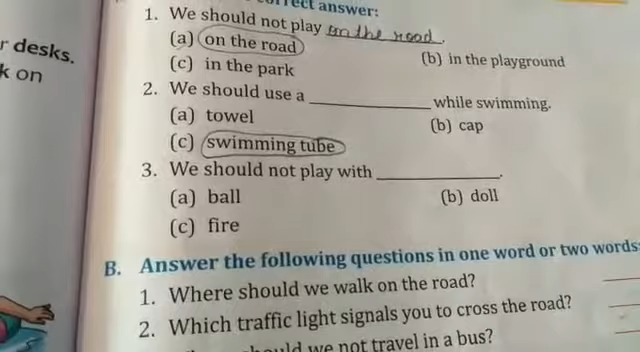 r desks.
k on
rrect answer:
1. We should not play on the road.
(a) on the road
(b) in the playground
(c) in the park
2. We should use a __________ while swimming.
(a) towel
(b) cap
(c) swimming tube
3. We should not play with __________.
(a) ball
(b) doll
(c) fire
B. Answer the following questions in one word or two words:
1. Where should we walk on the road?
2. Which traffic light signals you to cross the road?
should we not travel in a bus?